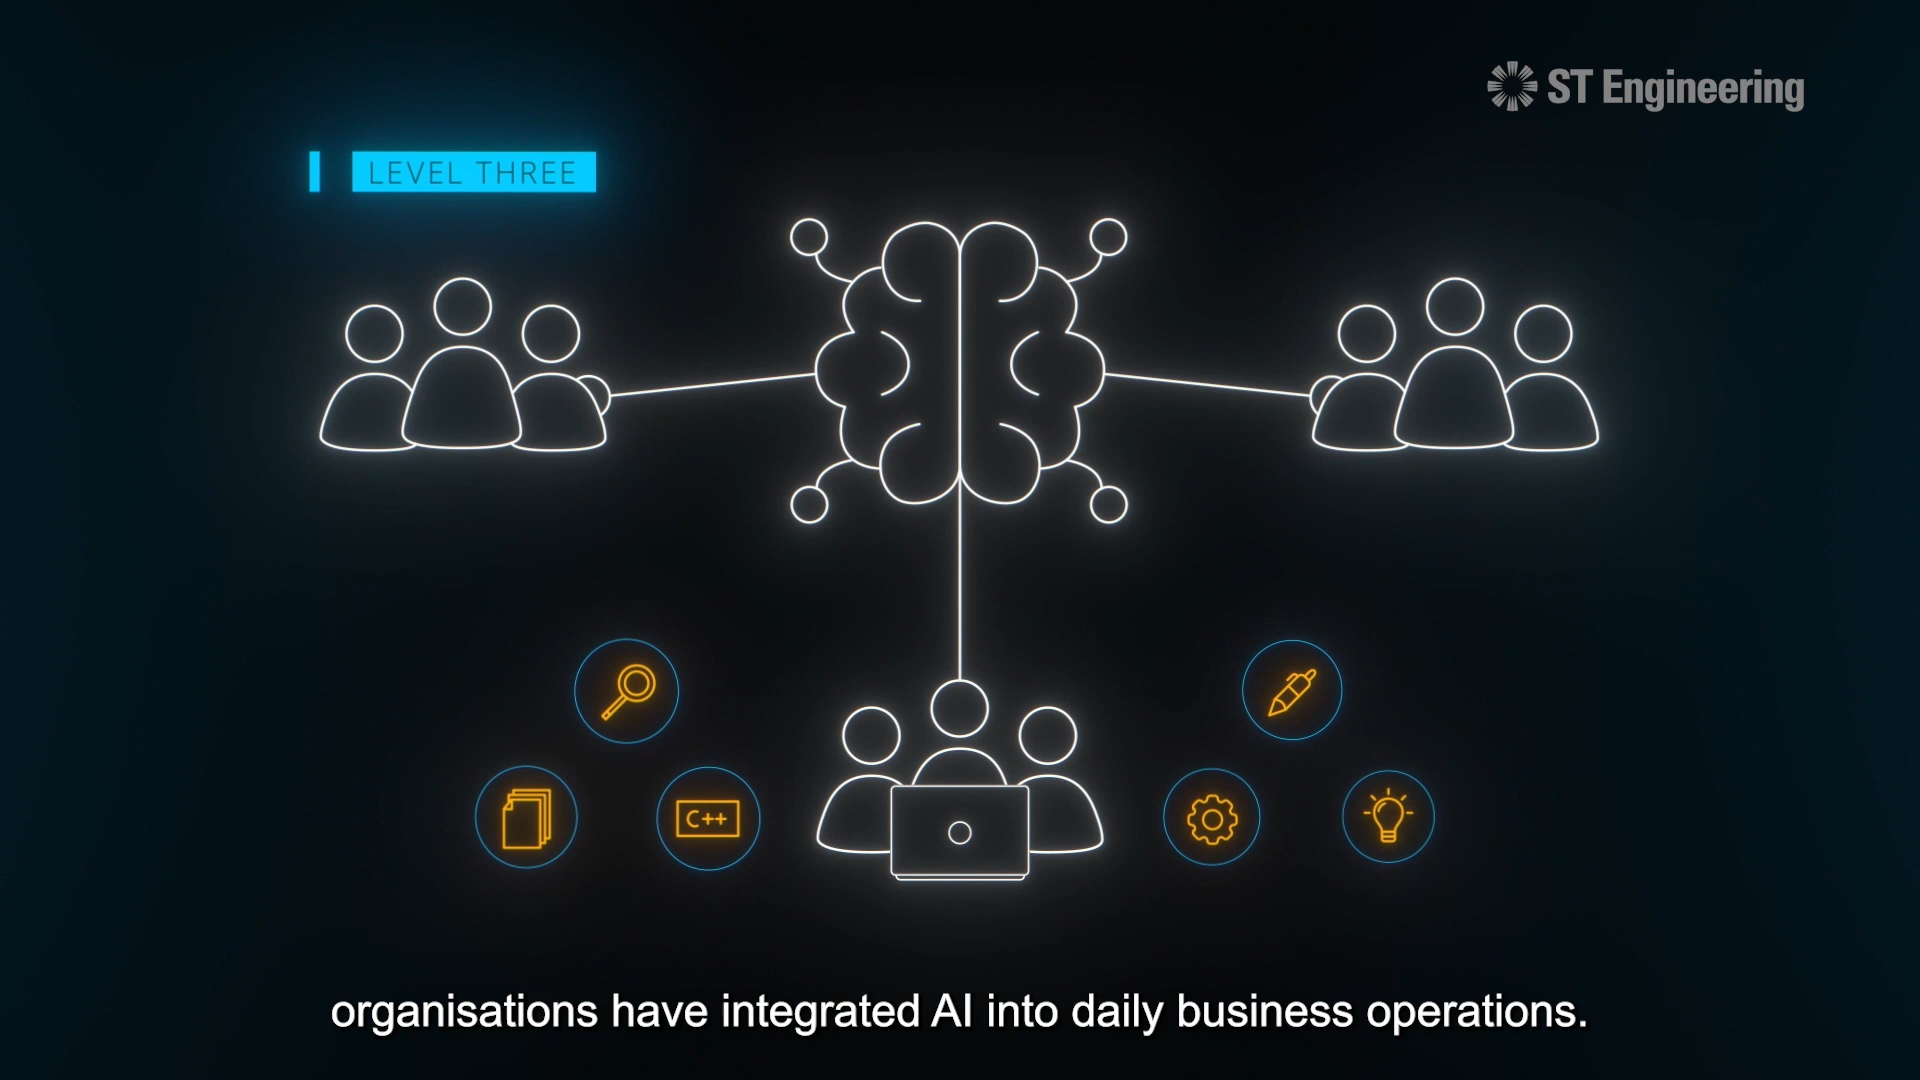 ST Engineering
LEVEL THREE
C++
organisations have integrated AI into daily business operations.